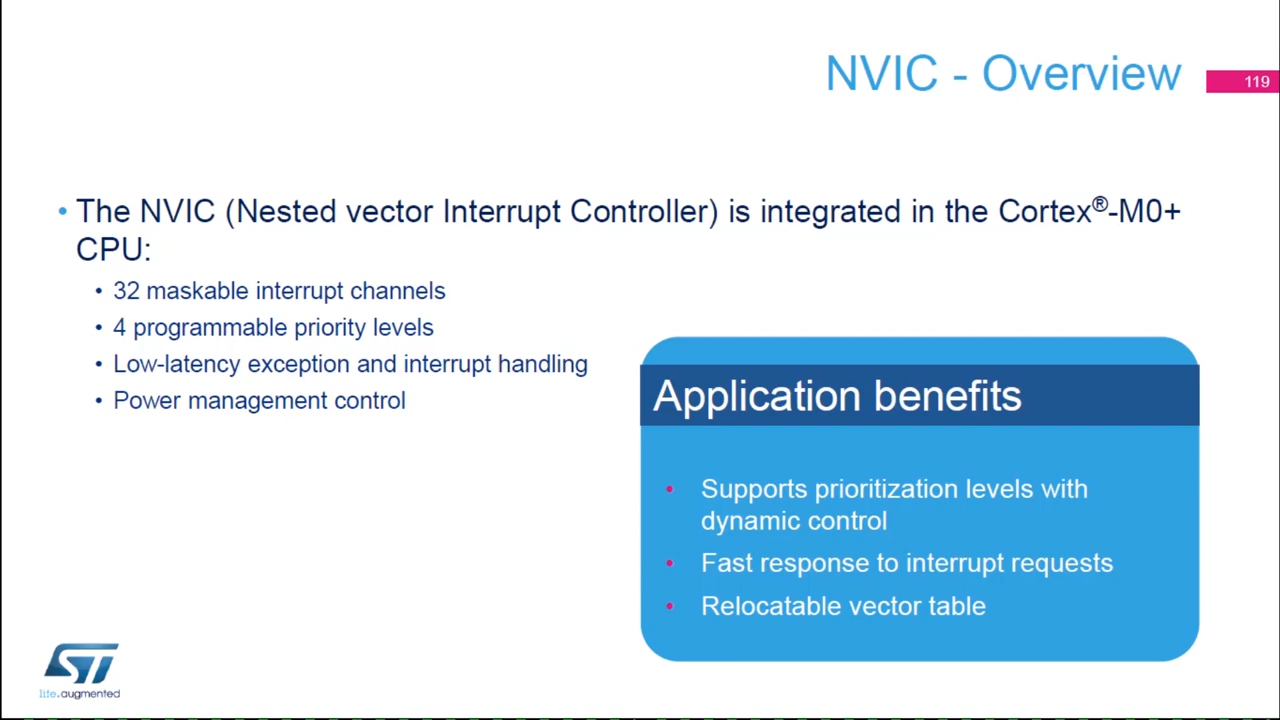 NVIC - Overview
119
• The NVIC (Nested vector Interrupt Controller) is integrated in the Cortex®-M0+
CPU:
• 32 maskable interrupt channels
• 4 programmable priority levels
• Low-latency exception and interrupt handling
• Power management control
Application benefits
• Supports prioritization levels with
dynamic control
• Fast response to interrupt requests
• Relocatable vector table
ST
life.augmented